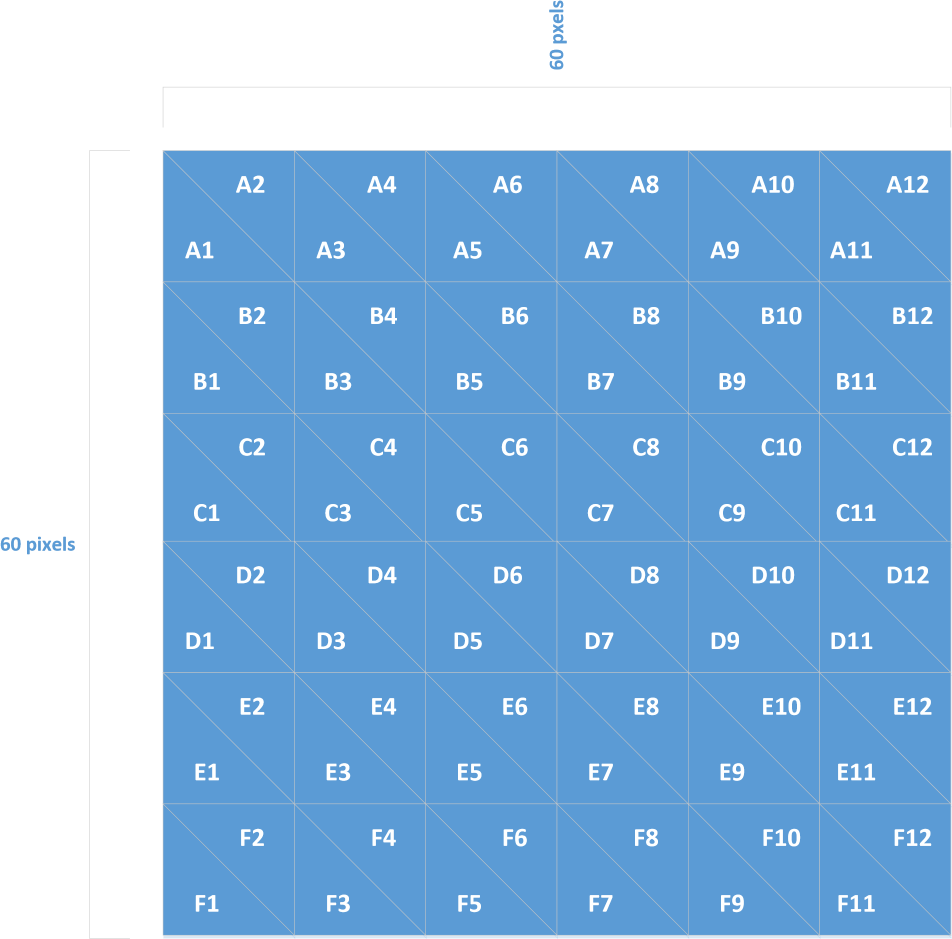 60 pxels
A2 A4 A6 A8 A10 A12
A1 A3 A5 A7 A9 A11
B2 B4 B6 B8 B10 B12
B1 B3 B5 B7 B9 B11
C2 C4 C6 C8 C10 C12
C1 C3 C5 C7 C9 C11
60 pixels
D2 D4 D6 D8 D10 D12
D1 D3 D5 D7 D9 D11
E2 E4 E6 E8 E10 E12
E1 E3 E5 E7 E9 E11
F2 F4 F6 F8 F10 F12
F1 F3 F5 F7 F9 F11